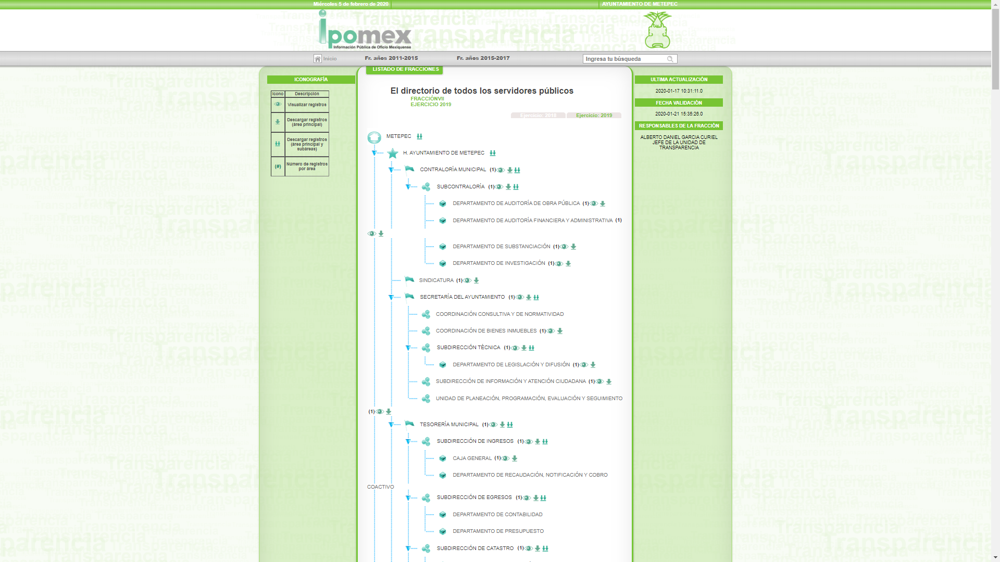 Miércoles 5 de febrero de 2020
AYUNTAMIENTO DE METEPEC
ipomex
Información Pública de Oficio Mexiquense
Inicio
Fr. años 2011-2015
Fr. años 2015-2017
Ingresa tu búsqueda
ICONOGRAFÍA
Icono Descripción
Visualizar registros
Descargar registros
(área principal)
Descargar registros
(área principal y
subáreas)
(#) Número de registros
por área
LISTADO DE FRACCIONES
El directorio de todos los servidores públicos
FRACCIÓNVII
EJERCICIO 2019
Ejercicio: 2018
Ejercicio: 2019
METEPEC
H. AYUNTAMIENTO DE METEPEC
CONTRALORÍA MUNICIPAL (1)
SUBCONTRALORÍA (1)
DEPARTAMENTO DE AUDITORÍA DE OBRA PÚBLICA (1)
DEPARTAMENTO DE AUDITORÍA FINANCIERA Y ADMINISTRATIVA (1)
DEPARTAMENTO DE SUBSTANCIACIÓN (1)
DEPARTAMENTO DE INVESTIGACIÓN (1)
SINDICATURA (1)
SECRETARÍA DEL AYUNTAMIENTO (1)
COORDINACIÓN CONSULTIVA Y DE NORMATIVIDAD
COORDINACIÓN DE BIENES INMUEBLES (1)
SUBDIRECCIÓN TÉCNICA (1)
DEPARTAMENTO DE LEGISLACIÓN Y DIFUSIÓN (1)
SUBDIRECCIÓN DE INFORMACIÓN Y ATENCIÓN CIUDADANA (1)
UNIDAD DE PLANEACIÓN, PROGRAMACIÓN, EVALUACIÓN Y SEGUIMIENTO
(1)
TESORERÍA MUNICIPAL (1)
SUBDIRECCIÓN DE INGRESOS (1)
CAJA GENERAL (1)
DEPARTAMENTO DE RECAUDACIÓN, NOTIFICACIÓN Y COBRO
COACTIVO
SUBDIRECCIÓN DE EGRESOS (1)
DEPARTAMENTO DE CONTABILIDAD
DEPARTAMENTO DE PRESUPUESTO
SUBDIRECCIÓN DE CATASTRO (1)
ULTIMA ACTUALIZACIÓN
2020-01-17 10:31:11.0
FECHA VALIDACIÓN
2020-01-21 15:35:26.0
RESPONSABLES DE LA FRACCIÓN
ALBERTO DANIEL GARCIA CURIEL
JEFE DE LA UNIDAD DE
TRANSPARENCIA